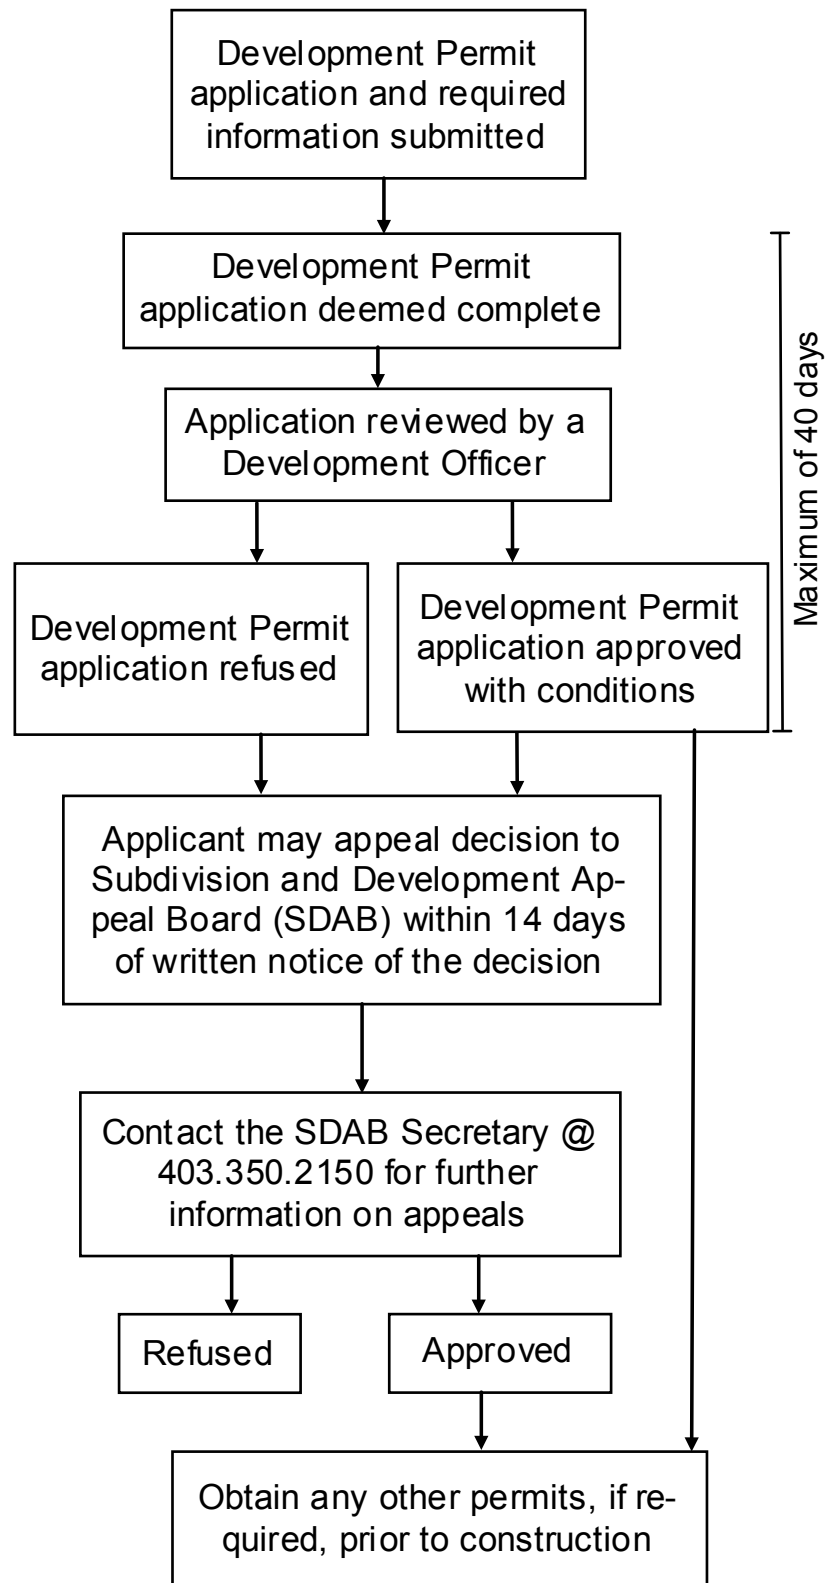 Development Permit
application and required
information submitted
Development Permit
application deemed complete
Application reviewed by a
Development Officer
Development Permit
application refused
Development Permit
application approved
with conditions
Maximum of 40 days
Applicant may appeal decision to
Subdivision and Development Ap-
peal Board (SDAB) within 14 days
of written notice of the decision
Contact the SDAB Secretary @
403.350.2150 for further
information on appeals
Refused
Approved
Obtain any other permits, if re-
quired, prior to construction